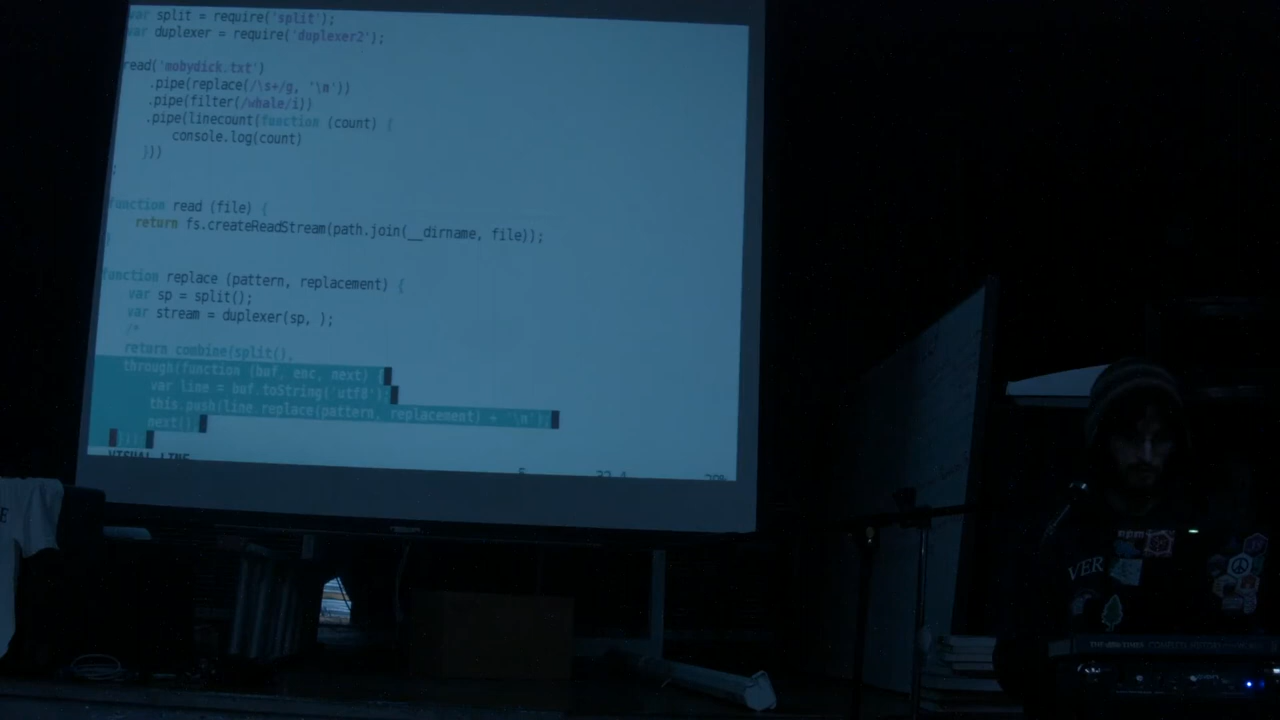 var split = require('split');
var duplexer = require('duplexer2');
read('mobydick.txt')
.pipe(replace(/\s+/g, '\n'))
.pipe(filter(/whale/i))
.pipe(linecount(function (count) {
console.log(count)
}))
;
function read (file) {
return fs.createReadStream(path.join(__dirname, file));
}
function replace (pattern, replacement) {
var sp = split();
var stream = duplexer(sp, );
/*
return combine(split(),
through(function (buf, enc, next) {
var line = buf.toString('utf8');
this.push(line.replace(pattern, replacement) + '\n');
next();
}));
VISUAL LINE
VER